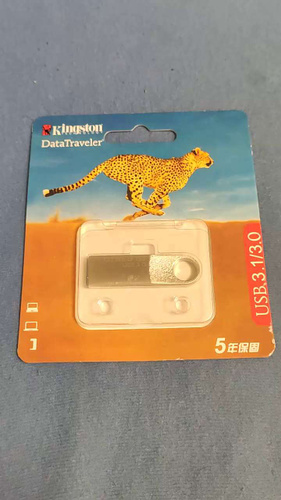 Kingston
DataTraveler
USB.3.1/3.0
5年保固